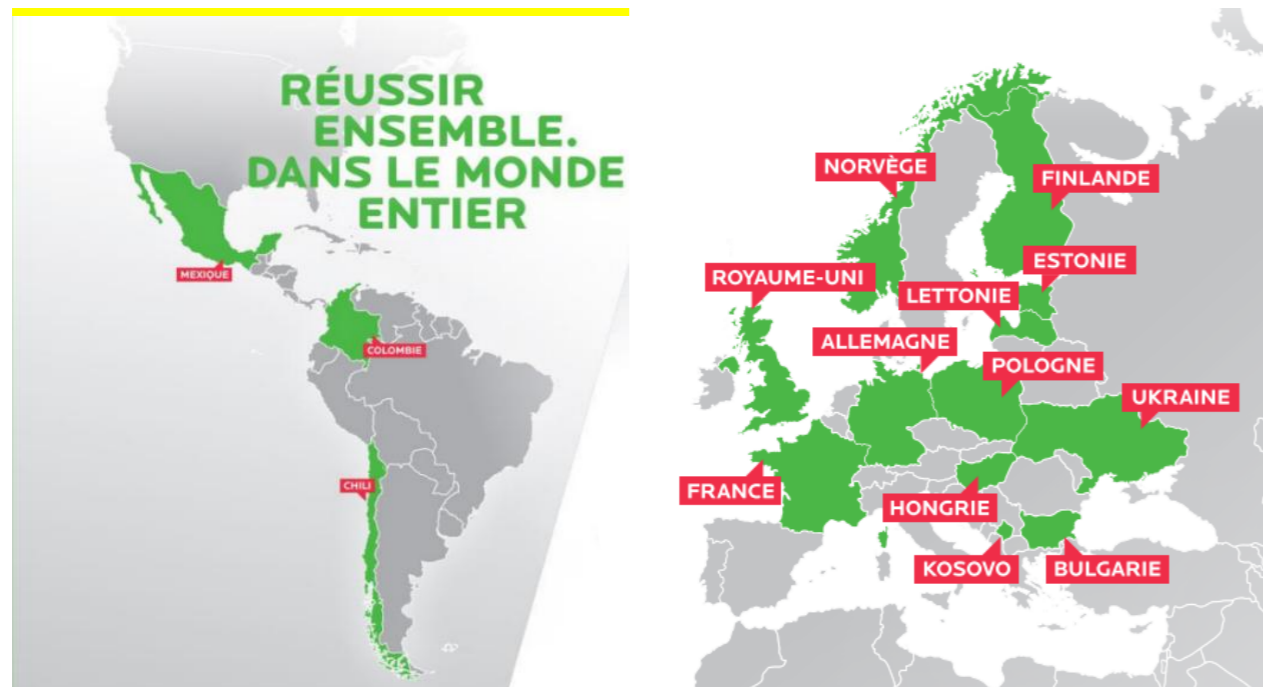 RÉUSSIR
ENSEMBLE.
DANS LE MONDE
ENTIER
MEXIQUE
COLOMBIE
CHILI
NORVÈGE
FINLANDE
ESTONIE
ROYAUME-UNI
LETTONIE
ALLEMAGNE
POLOGNE
UKRAINE
FRANCE
HONGRIE
KOSOVO
BULGARIE